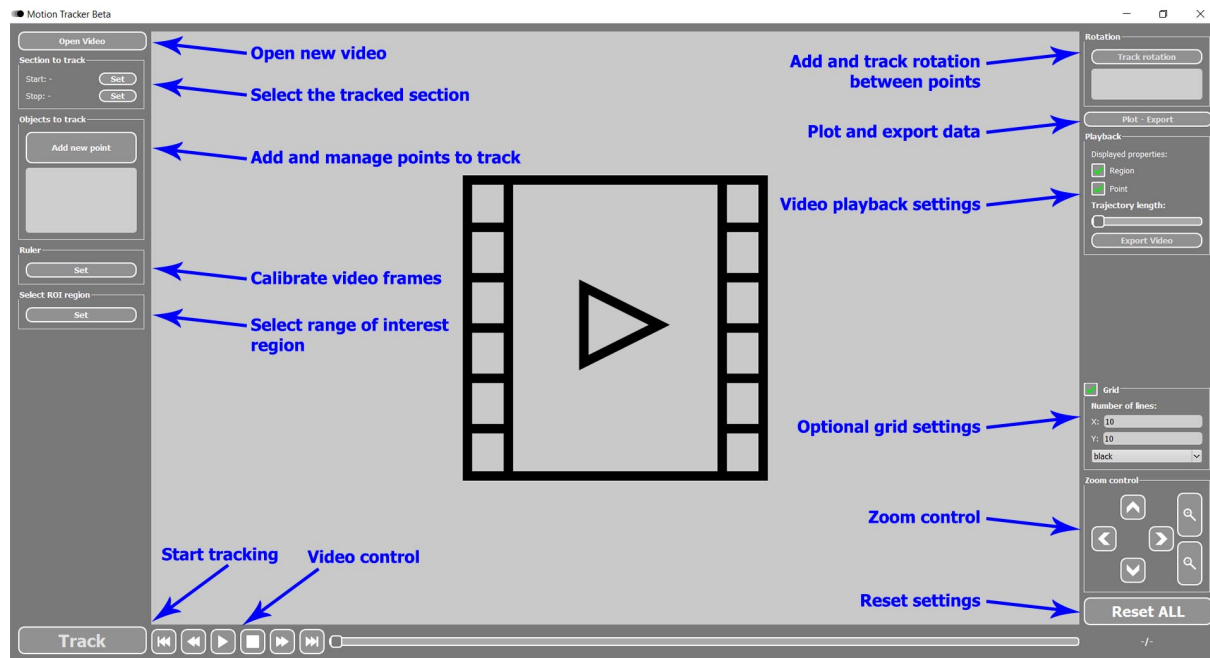 Motion Tracker Beta
Open Video
Section to track
Start: -
Set
Stop: -
Set
Objects to track
Add new point
Ruler
Set
Select ROI region
Set
Open new video
Select the tracked section
Add and manage points to track
Calibrate video frames
Select range of interest
region
Start tracking
Video control
Add and track rotation
between points
Plot and export data
Video playback settings
Optional grid settings
Zoom control
Reset settings
Rotation
Track rotation
Plot - Export
Playback
Displayed properties:
Region
Point
Trajectory length:
Export Video
Grid
Number of lines:
X: 10
Y: 10
black
Zoom control
Reset ALL
Track
-/-